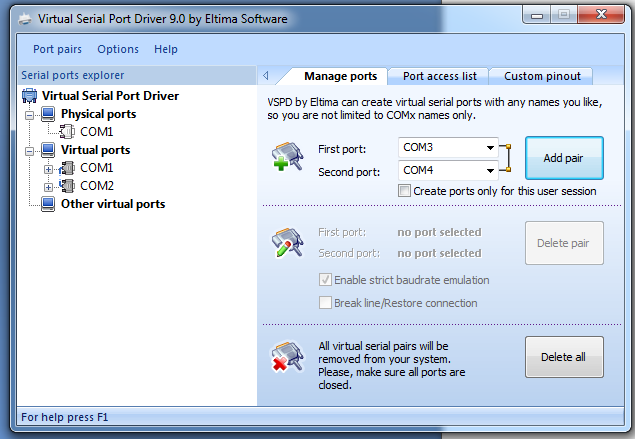 Virtual Serial Port Driver 9.0 by Eltima Software
Port pairs Options Help
Serial ports explorer
Virtual Serial Port Driver
Physical ports
COM1
Virtual ports
COM1
COM2
Other virtual ports
Manage ports Port access list Custom pinout
VSPD by Eltima can create virtual serial ports with any names you like,
so you are not limited to COMx names only.
First port: COM3
Second port: COM4
Add pair
Create ports only for this user session
First port: no port selected
Second port: no port selected
Delete pair
Enable strict baudrate emulation
Break line/Restore connection
All virtual serial pairs will be
removed from your system.
Please, make sure all ports are
closed.
Delete all
For help press F1